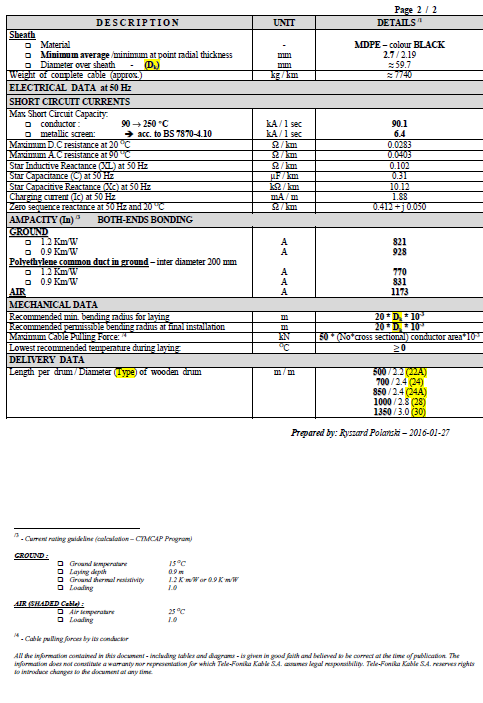 Page 2 / 2
DESCRIPTION UNIT DETAILS /1
Sheath
Material - MDPE – colour BLACK
Minimum average /minimum at point radial thickness mm 2.7 / 2.19
Diameter over sheath - (Dk) mm ≈ 59.7
Weight of complete cable (approx.) kg / km ≈ 7740
ELECTRICAL DATA at 50 Hz
SHORT CIRCUIT CURRENTS
Max Short Circuit Capacity:
conductor : 90 → 250 °C kA / 1 sec 90.1
metallic screen: ➔ acc. to BS 7870-4.10 kA / 1 sec 6.4
Maximum D.C resistance at 20 °C Ω / km 0.0283
Maximum A.C resistance at 90 °C Ω / km 0.0403
Star Inductive Reactance (XL) at 50 Hz Ω / km 0.102
Star Capacitance (C) at 50 Hz µF / km 0.31
Star Capacitive Reactance (Xc) at 50 Hz kΩ / km 10.12
Charging current (Ic) at 50 Hz mA / m 1.88
Zero sequence reactance at 50 Hz and 20 °C Ω / km 0.412 + j 0.050
AMPACITY (In) /3 BOTH-ENDS BONDING
GROUND
1.2 Km/W A 821
0.9 Km/W A 928
Polyethylene common duct in ground – inter diameter 200 mm
1.2 Km/W A 770
0.9 Km/W A 831
AIR A 1173
MECHANICAL DATA
Recommended min. bending radius for laying m 20 * Dk * 10-3
Recommended permissible bending radius at final installation m 20 * Dk * 10-3
Maximum Cable Pulling Force: /4 kN 50 * (No*cross sectional) conductor area*10-3
Lowest recommended temperature during laying: °C ≥ 0
DELIVERY DATA
Length per drum / Diameter (Type) of wooden drum m / m 500 / 2.2 (22A)
700 / 2.4 (24)
850 / 2.4 (24A)
1000 / 2.8 (28)
1350 / 3.0 (30)
Prepared by: Ryszard Polański – 2016-01-27
/3 - Current rating guideline (calculation – CYMCAP Program)
GROUND :
Ground temperature 15 °C
Laying depth 0.9 m
Ground thermal resistivity 1.2 K m/W or 0.9 K m/W
Loading 1.0
AIR (SHADED Cable) :
Air temperature 25 °C
Loading 1.0
/4 - Cable pulling forces by its conductor
All the information contained in this document - including tables and diagrams - is given in good faith and believed to be correct at the time of publication. The
information does not constitute a warranty nor representation for which Tele-Fonika Kable S.A. assumes legal responsibility. Tele-Fonika Kable S.A. reserves rights
to introduce changes to the document at any time.